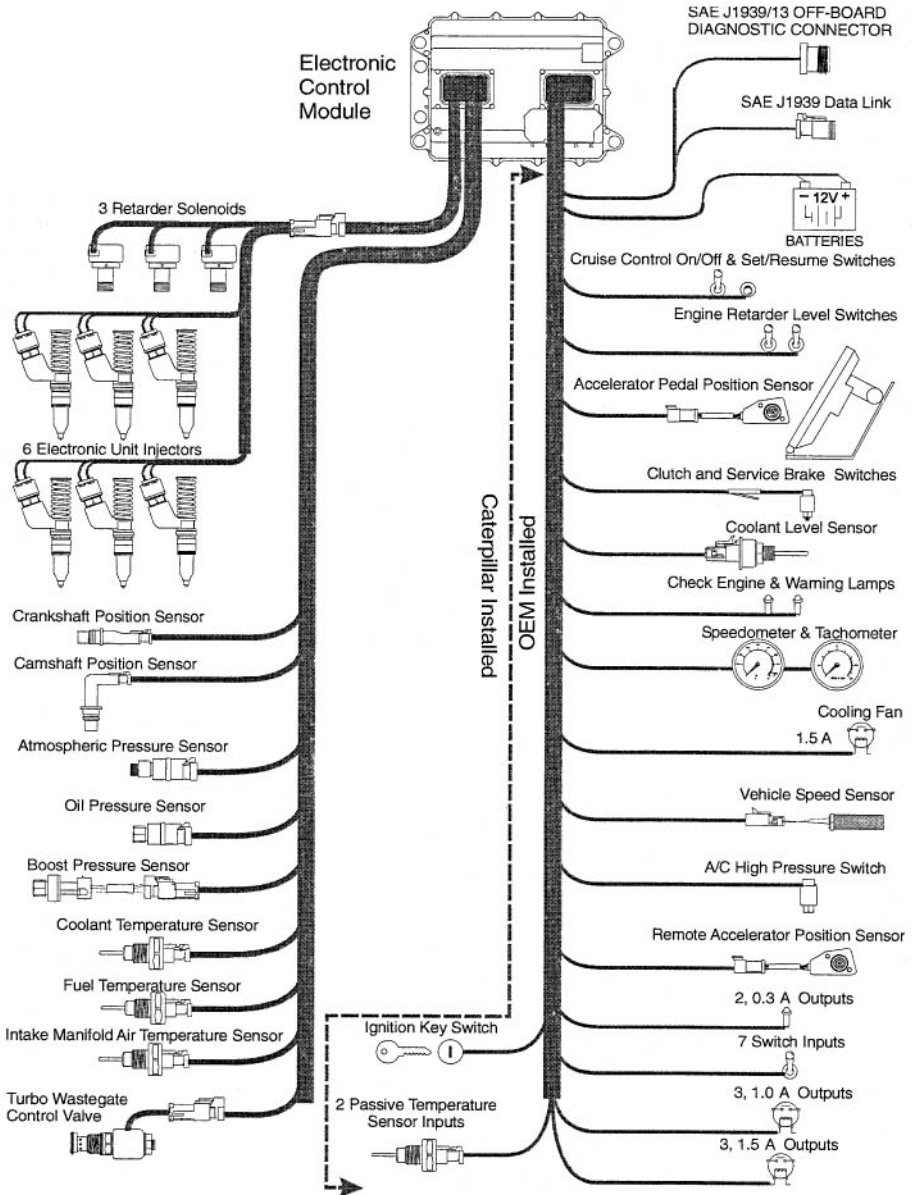 SAE J1939/13 OFF-BOARD
DIAGNOSTIC CONNECTOR
Electronic
Control
Module
SAE J1939 Data Link
- 12V +
BATTERIES
3 Retarder Solenoids
Cruise Control On/Off & Set/Resume Switches
Engine Retarder Level Switches
Accelerator Pedal Position Sensor
6 Electronic Unit Injectors
Clutch and Service Brake Switches
Coolant Level Sensor
Caterpillar Installed
OEM Installed
Check Engine & Warning Lamps
Crankshaft Position Sensor
Speedometer & Tachometer
Camshaft Position Sensor
Cooling Fan
1.5 A
Atmospheric Pressure Sensor
Vehicle Speed Sensor
Oil Pressure Sensor
Boost Pressure Sensor
A/C High Pressure Switch
Coolant Temperature Sensor
Remote Accelerator Position Sensor
Fuel Temperature Sensor
2, 0.3 A Outputs
Intake Manifold Air Temperature Sensor
Ignition Key Switch
7 Switch Inputs
Turbo Wastegate
Control Valve
2 Passive Temperature
Sensor Inputs
3, 1.0 A Outputs
3, 1.5 A Outputs